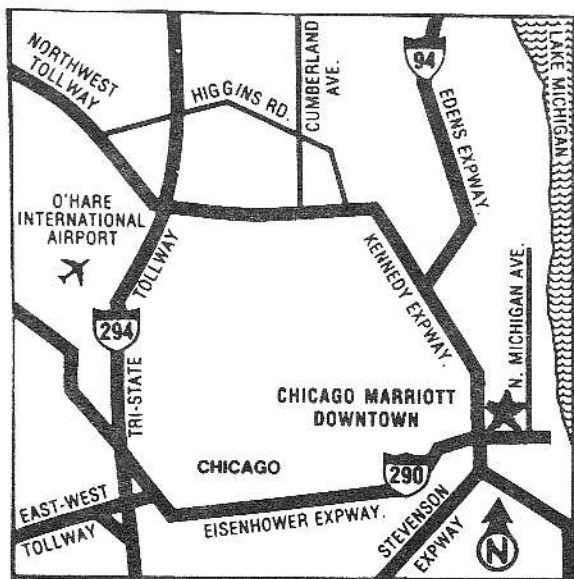 NORTHWEST
TOLLWAY
HIGGINS RD.
CUMBERLAND
AVE.
94
EDENS EXPWAY.
LAKE MICHIGAN
O'HARE
INTERNATIONAL
AIRPORT
TOLLWAY
294
TRI-STATE
KENNEDY EXPWAY.
N. MICHIGAN AVE.
CHICAGO MARRIOTT
DOWNTOWN
CHICAGO
290
EAST-WEST
TOLLWAY
EISENHOWER EXPWAY.
STEVENSON
EXPWAY
N